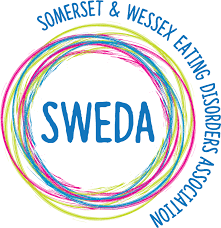 SOMERSET & WESSEX EATING DISORDERS ASSOCIATION
SWEDA